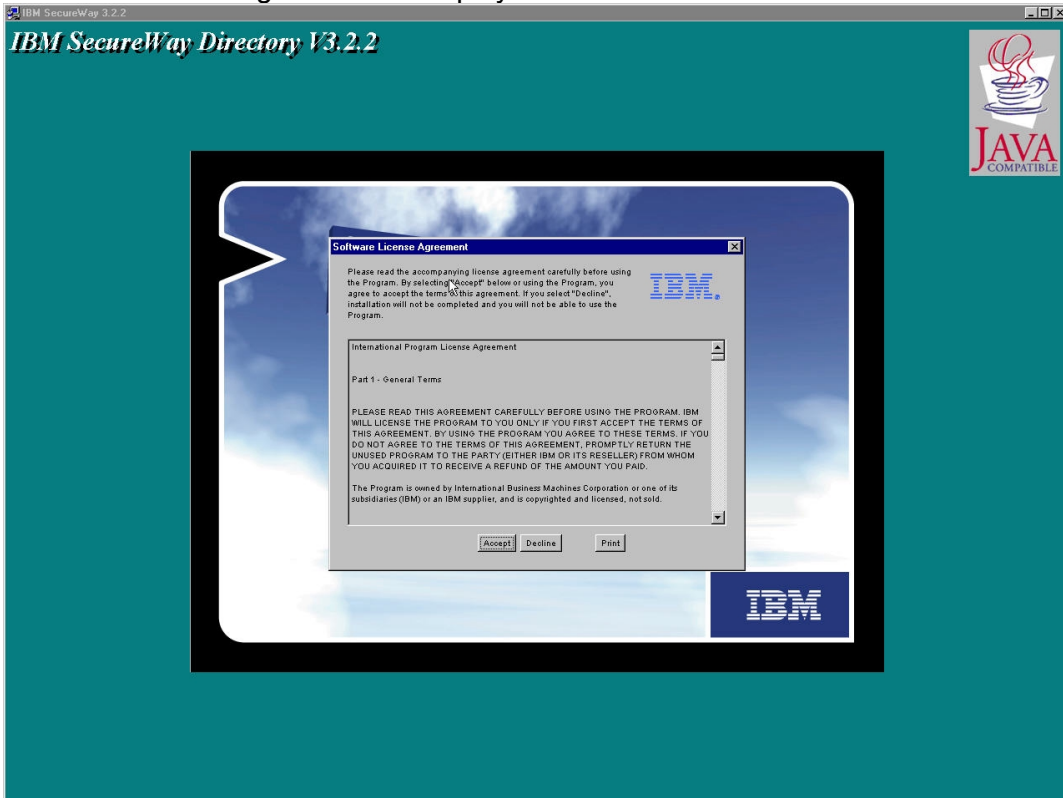 IBM SecureWay 3.2.2
IBM SecureWay Directory V3.2.2
JAVA
COMPATIBLE
Software License Agreement
Please read the accompanying license agreement carefully before using
the Program. By selecting "Accept" below or using the Program, you
agree to accept the terms of this agreement. If you select "Decline",
installation will not be completed and you will not be able to use the
Program.
IBM
International Program License Agreement
Part 1 - General Terms
PLEASE READ THIS AGREEMENT CAREFULLY BEFORE USING THE PROGRAM. IBM
WILL LICENSE THE PROGRAM TO YOU ONLY IF YOU FIRST ACCEPT THE TERMS OF
THIS AGREEMENT. BY USING THE PROGRAM YOU AGREE TO THESE TERMS. IF YOU
DO NOT AGREE TO THE TERMS OF THIS AGREEMENT, PROMPTLY RETURN THE
UNUSED PROGRAM TO THE PARTY (EITHER IBM OR ITS RESELLER) FROM WHOM
YOU ACQUIRED IT TO RECEIVE A REFUND OF THE AMOUNT YOU PAID.
The Program is owned by International Business Machines Corporation or one of its
subsidiaries (IBM) or an IBM supplier, and is copyrighted and licensed, not sold.
Accept Decline Print
IBM